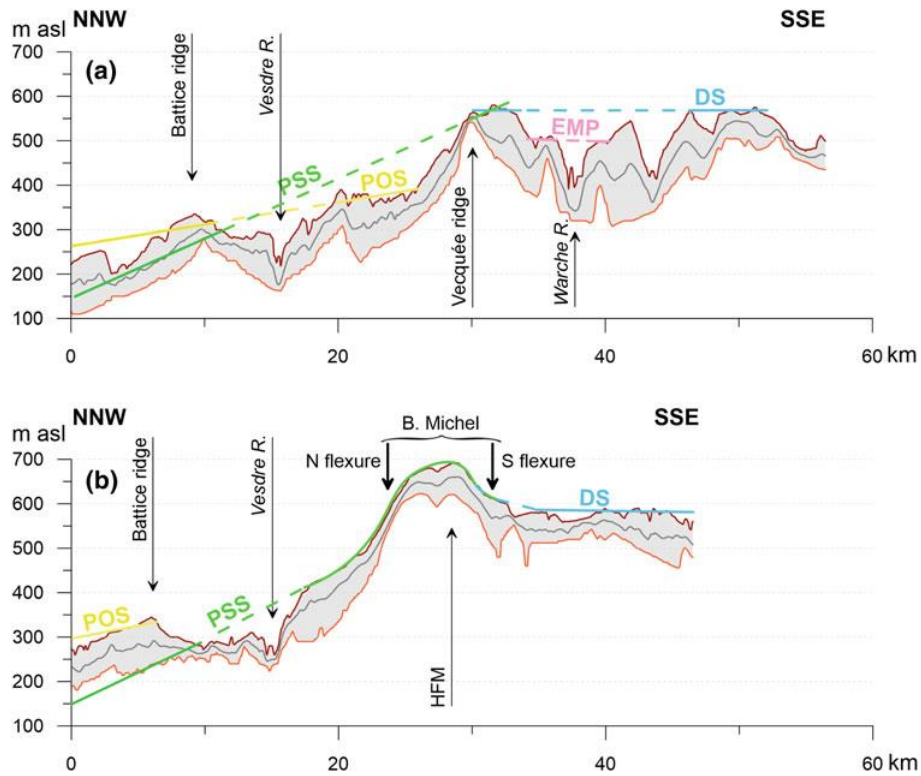 NNW SSE
m asl
(a)
700
600
500
400
300
200
100
Battice ridge
Vesdre R.
PSS
POS
Vecquée ridge
EMP
Warche R.
DS
0 20 40 60 km
NNW SSE
m asl
B. Michel
N flexure S flexure
(b)
700
600
500
400
300
200
100
Battice ridge
Vesdre R.
POS
PSS
HFM
DS
0 20 40 60 km